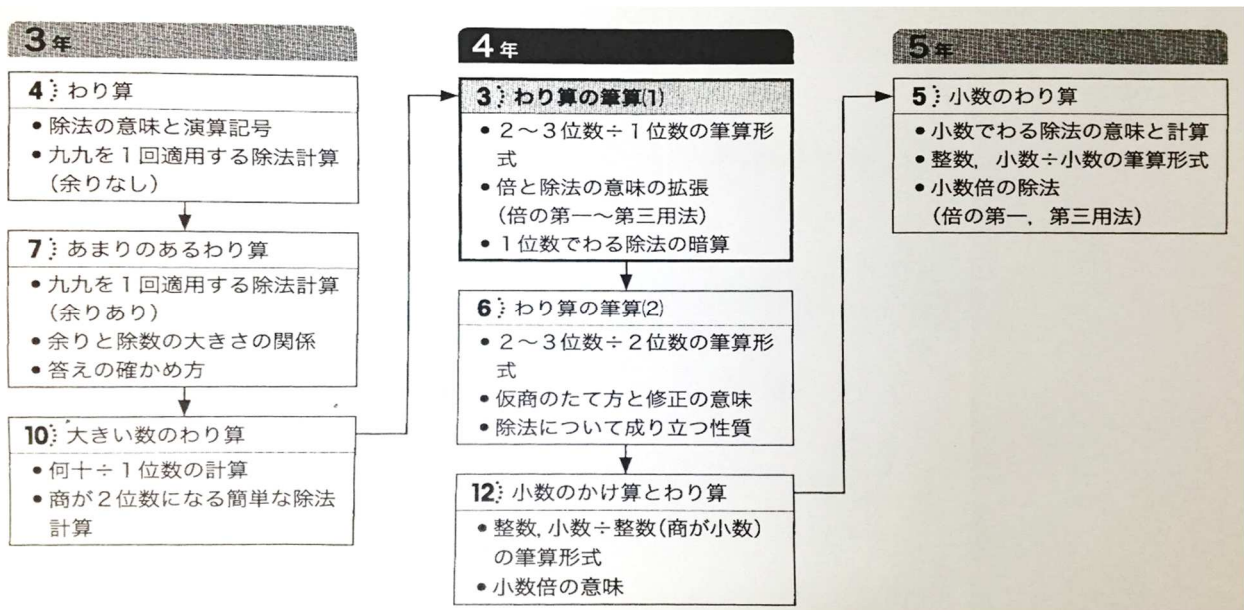 3年
4 わり算
• 除法の意味と演算記号
• 九九を1回適用する除法計算
(余りなし)
7 あまりのあるわり算
• 九九を1回適用する除法計算
(余りあり)
• 余りと除数の大きさの関係
• 答えの確かめ方
10 大きい数のわり算
• 何十÷1位数の計算
• 商が2位数になる簡単な除法
計算
4年
3 わり算の筆算(1)
• 2〜3位数÷1位数の筆算形
式
• 倍と除法の意味の拡張
(倍の第一〜第三用法)
• 1位数でわる除法の暗算
6 わり算の筆算(2)
• 2〜3位数÷2位数の筆算形
式
• 仮商のたて方と修正の意味
• 除法について成り立つ性質
12 小数のかけ算とわり算
• 整数, 小数÷整数(商が小数)
の筆算形式
• 小数倍の意味
5年
5 小数のわり算
• 小数でわる除法の意味と計算
• 整数, 小数÷小数の筆算形式
• 小数倍の除法
(倍の第一, 第三用法)